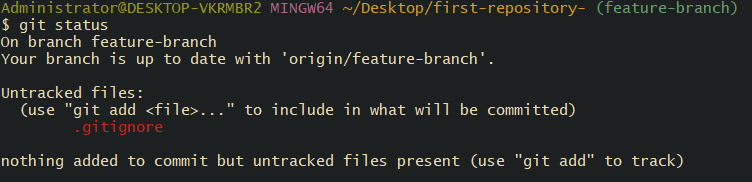 Administrator@DESKTOP-VKRMBR2 MINGW64 ~/Desktop/first-repository- (feature-branch)
$ git status
On branch feature-branch
Your branch is up to date with 'origin/feature-branch'.
Untracked files:
(use "git add <file>..." to include in what will be committed)
.gitignore
nothing added to commit but untracked files present (use "git add" to track)